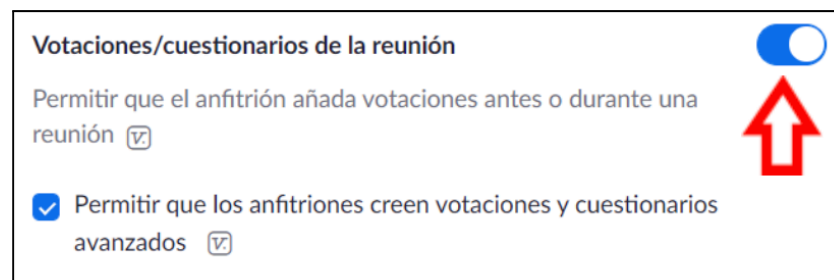 Votaciones/cuestionarios de la reunión
Permitir que el anfitrión añada votaciones antes o durante una
reunión V.
Permitir que los anfitriones creen votaciones y cuestionarios
avanzados V.